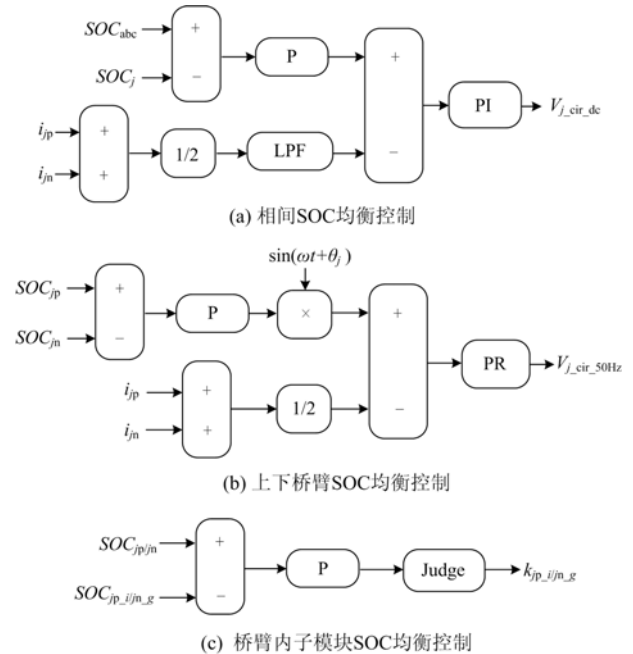 SOC_abc
+
P
+
SOC_j
−
PI
V_j_cir_dc
i_jp
+
1/2
LPF
−
i_jn
+
(a) 相间SOC均衡控制
sin(ωt+θ_j)
SOC_jp
+
P
×
+
SOC_jn
−
PR
V_j_cir_50Hz
i_jp
+
1/2
−
i_jn
+
(b) 上下桥臂SOC均衡控制
SOC_jp/jn
+
P
Judge
k_jp_i/jn_g
SOC_jp_i/jn_g
−
(c) 桥臂内子模块SOC均衡控制